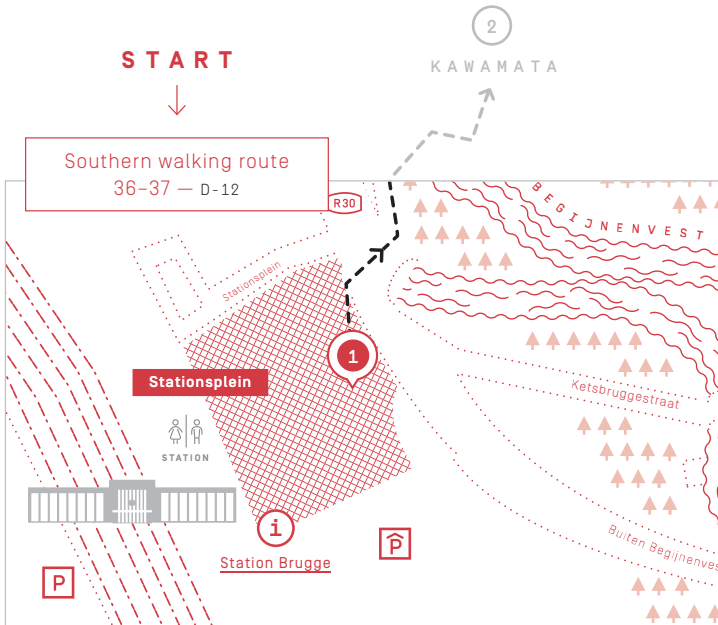 2
KAWAMATA
START
Southern walking route
36–37 — D-12
R30
BEGIJNENVEST
Stationsplein
1
Stationsplein
Ketsbruggestraat
STATION
i
Station Brugge
P
P
Buiten Begijnenves